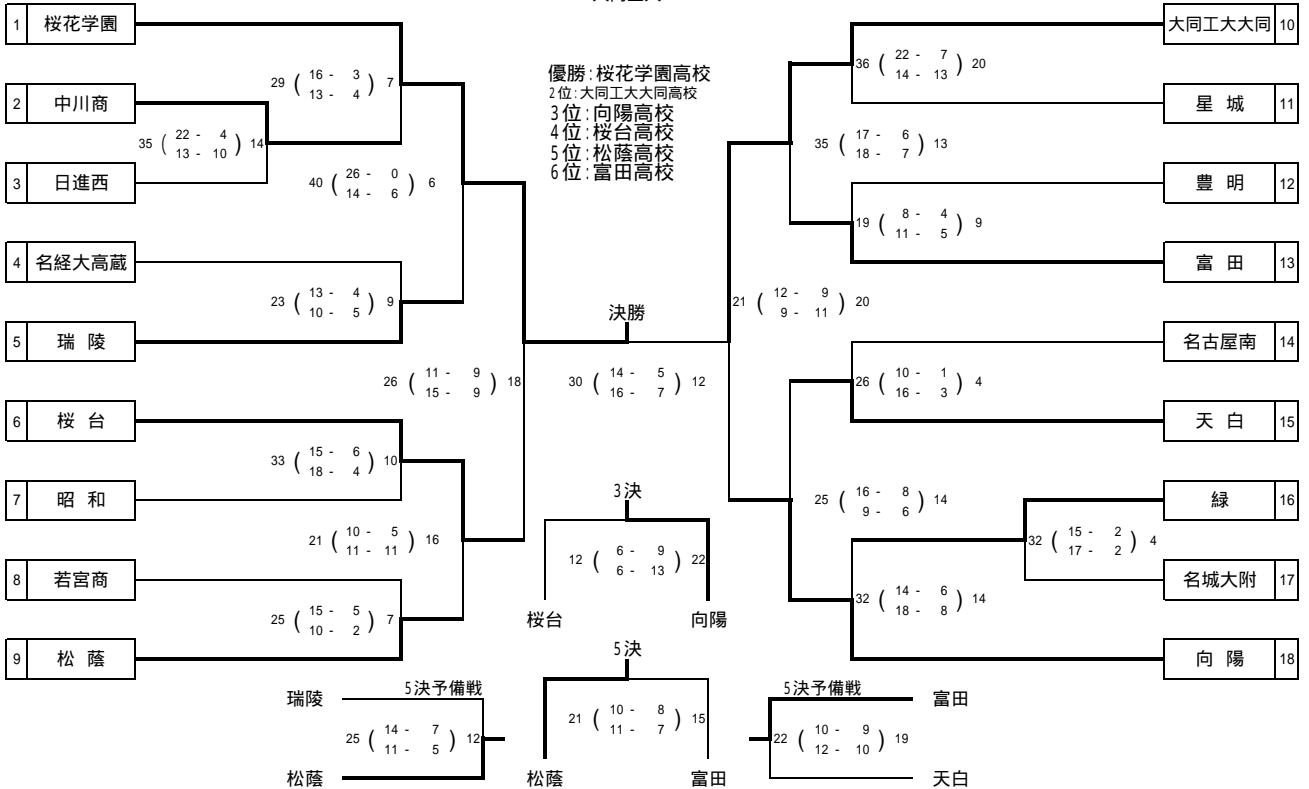 1 桜花学園
2 中川商
3 日進西
4 名経大高蔵
5 瑞 陵
6 桜 台
7 昭 和
8 若宮商
9 松 蔭
29 ( 16 - 3 ) 7
13 - 4
35 ( 22 - 4 ) 14
13 - 10
40 ( 26 - 0 ) 6
14 - 6
23 ( 13 - 4 ) 9
10 - 5
26 ( 11 - 9 ) 18
15 - 9
33 ( 15 - 6 ) 10
18 - 4
21 ( 10 - 5 ) 16
11 - 11
25 ( 15 - 5 ) 7
10 - 2
優勝:桜花学園高校
2位:大同工大大同高校
3位:向陽高校
4位:桜台高校
5位:松蔭高校
6位:富田高校
決勝
30 ( 14 - 5 ) 12
16 - 7
3決
12 ( 6 - 9 ) 22
6 - 13
桜台 向陽
5決
21 ( 10 - 8 ) 15
11 - 7
松蔭 富田
大同工大大同 10
星 城 11
豊 明 12
富 田 13
名古屋南 14
天 白 15
緑 16
名城大附 17
向 陽 18
36 ( 22 - 7 ) 20
14 - 13
35 ( 17 - 6 ) 13
18 - 7
19 ( 8 - 4 ) 9
11 - 5
21 ( 12 - 9 ) 20
9 - 11
26 ( 10 - 1 ) 4
16 - 3
25 ( 16 - 8 ) 14
9 - 6
32 ( 15 - 2 ) 4
17 - 2
32 ( 14 - 6 ) 14
18 - 8
5決予備戦
瑞陵
25 ( 14 - 7 ) 12
11 - 5
松蔭
5決予備戦
富田
22 ( 10 - 9 ) 19
12 - 10
天白